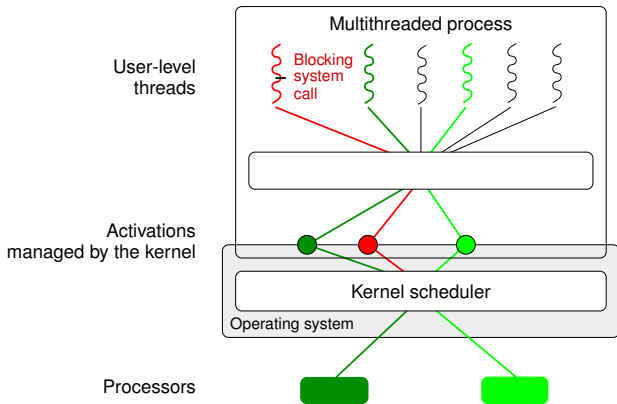 Multithreaded process
User-level
threads
Blocking
system
call
Activations
managed by the kernel
Kernel scheduler
Operating system
Processors